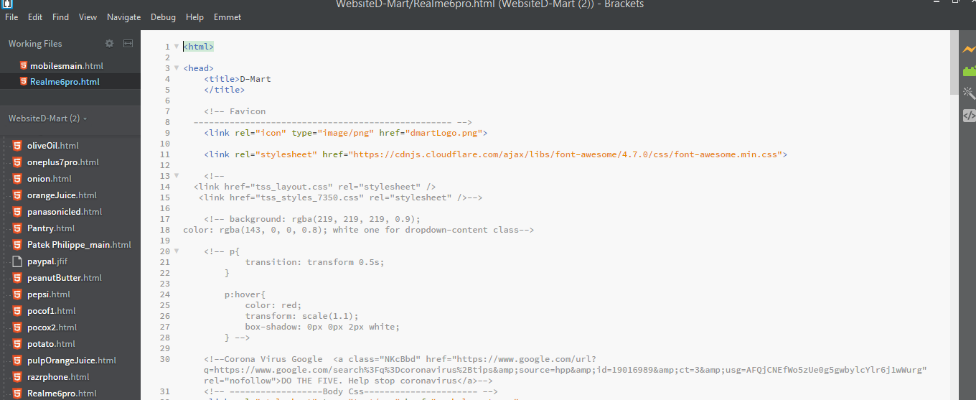 WebsiteD-Mart/Realme6pro.html (WebsiteD-Mart (2)) - Brackets
File Edit Find View Navigate Debug Help Emmet
Working Files
mobilesmain.html
Realme6pro.html
WebsiteD-Mart (2)
oliveOil.html
oneplus7pro.html
onion.html
orangeJuice.html
panasonicled.html
Pantry.html
Patek Philippe_main.html
paypal.jfif
peanutButter.html
pepsi.html
pocof1.html
pocox2.html
potato.html
pulpOrangeJuice.html
razrphone.html
Realme6pro.html
1 <html>
2
3 <head>
4 <title>D-Mart
5 </title>
6
7 <!-- Favicon
8 ------------------------------------------------- -->
9 <link rel="icon" type="image/png" href="dmartLogo.png">
10
11 <link rel="stylesheet" href="https://cdnjs.cloudflare.com/ajax/libs/font-awesome/4.7.0/css/font-awesome.min.css">
12
13 <!--
14 <link href="tss_layout.css" rel="stylesheet" />
15 <link href="tss_styles_7350.css" rel="stylesheet" />-->
16
17 <!-- background: rgba(219, 219, 219, 0.9);
18 color: rgba(143, 0, 0, 0.8); white one for dropdown-content class-->
19
20 <!-- p{
21 transition: transform 0.5s;
22 }
23
24 p:hover{
25 color: red;
26 transform: scale(1.1);
27 box-shadow: 0px 0px 2px white;
28 } -->
29
30 <!--Corona Virus Google <a class="NKcBbd" href="https://www.google.com/url?
q=https://www.google.com/search%3Fq%3Dcoronavirus%2Btips&amp;source=hpp&amp;id=19016989&amp;ct=3&amp;usg=AFQjCNEfWo5zUe0g5gwbylcYlr6j1wWurg"
rel="nofollow">DO THE FIVE. Help stop coronavirus</a>-->
31 <!-- ------------------Body Css--------------------- -->